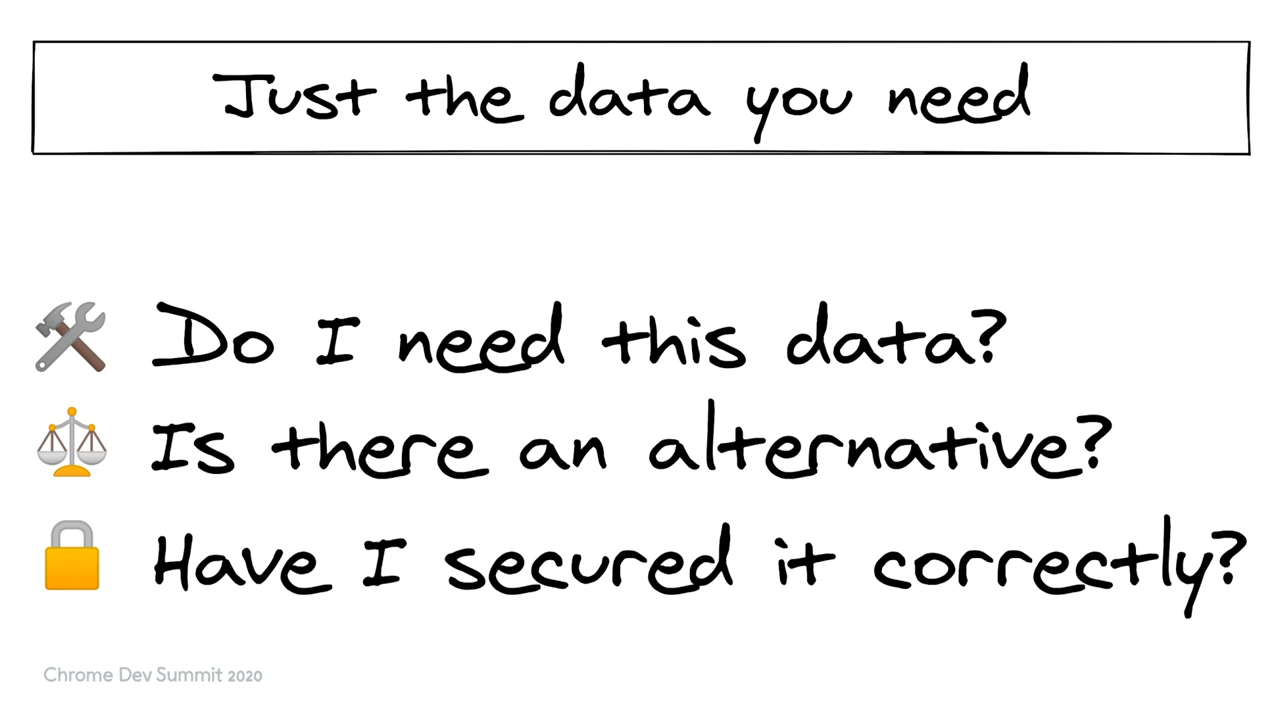 Just the data you need
Do I need this data?
Is there an alternative?
Have I secured it correctly?
Chrome Dev Summit 2020